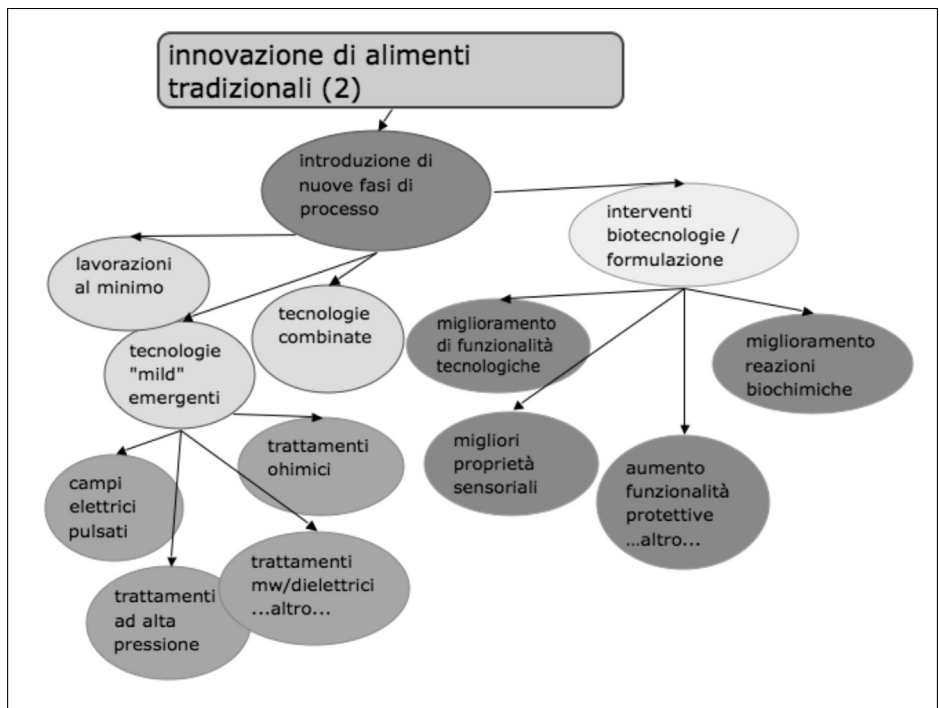 innovazione di alimenti
tradizionali (2)
introduzione di
nuove fasi di
processo
interventi
biotecnologie /
formulazione
lavorazioni
al minimo
tecnologie
combinate
tecnologie
"mild"
emergenti
miglioramento
di funzionalità
tecnologiche
miglioramento
reazioni
biochimiche
trattamenti
ohimici
migliori
proprietà
sensoriali
aumento
funzionalità
protettive
...altro...
campi
elettrici
pulsati
trattamenti
mw/dielettrici
...altro...
trattamenti
ad alta
pressione